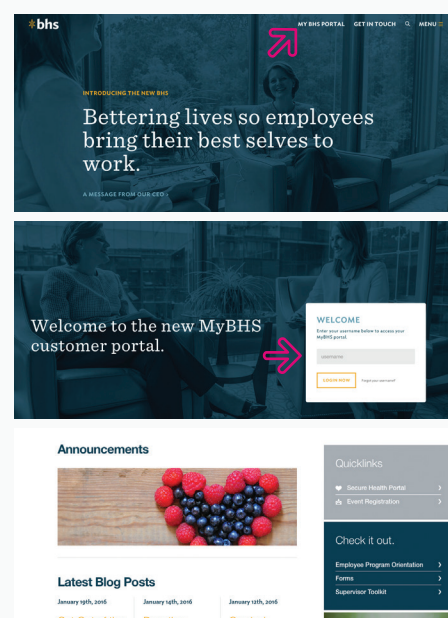 bhs
MY BHS PORTAL GET IN TOUCH MENU
INTRODUCING THE NEW BHS
Bettering lives so employees
bring their best selves to
work.
A MESSAGE FROM OUR CEO ›
Welcome to the new MyBHS
customer portal.
WELCOME
Enter your username below to access your
MyBHS portal
username
LOGIN NOW Forgot your username?
Announcements
Latest Blog Posts
January 19th, 2016 January 14th, 2016 January 12th, 2016
Quicklinks
Secure Health Portal
Event Registration
Check it out.
Employee Program Orientation
Forms
Supervisor Toolkit